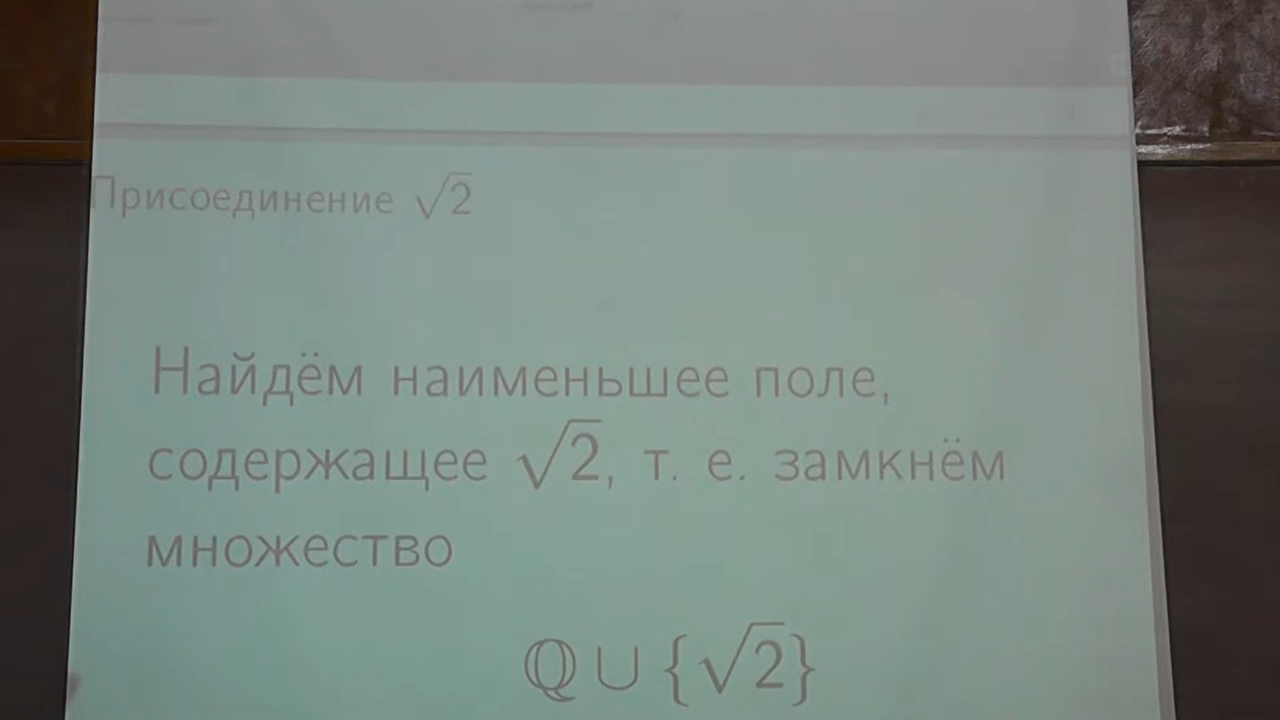 Присоединение √2
Найдём наименьшее поле,
содержащее √2, т. е. замкнём
множество
ℚ ∪ {√2}